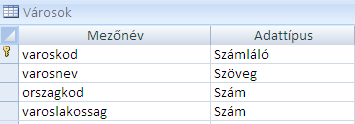 Városok
Mezőnév Adattípus
varoskod Számláló
varosnev Szöveg
orszagkod Szám
varoslakossag Szám